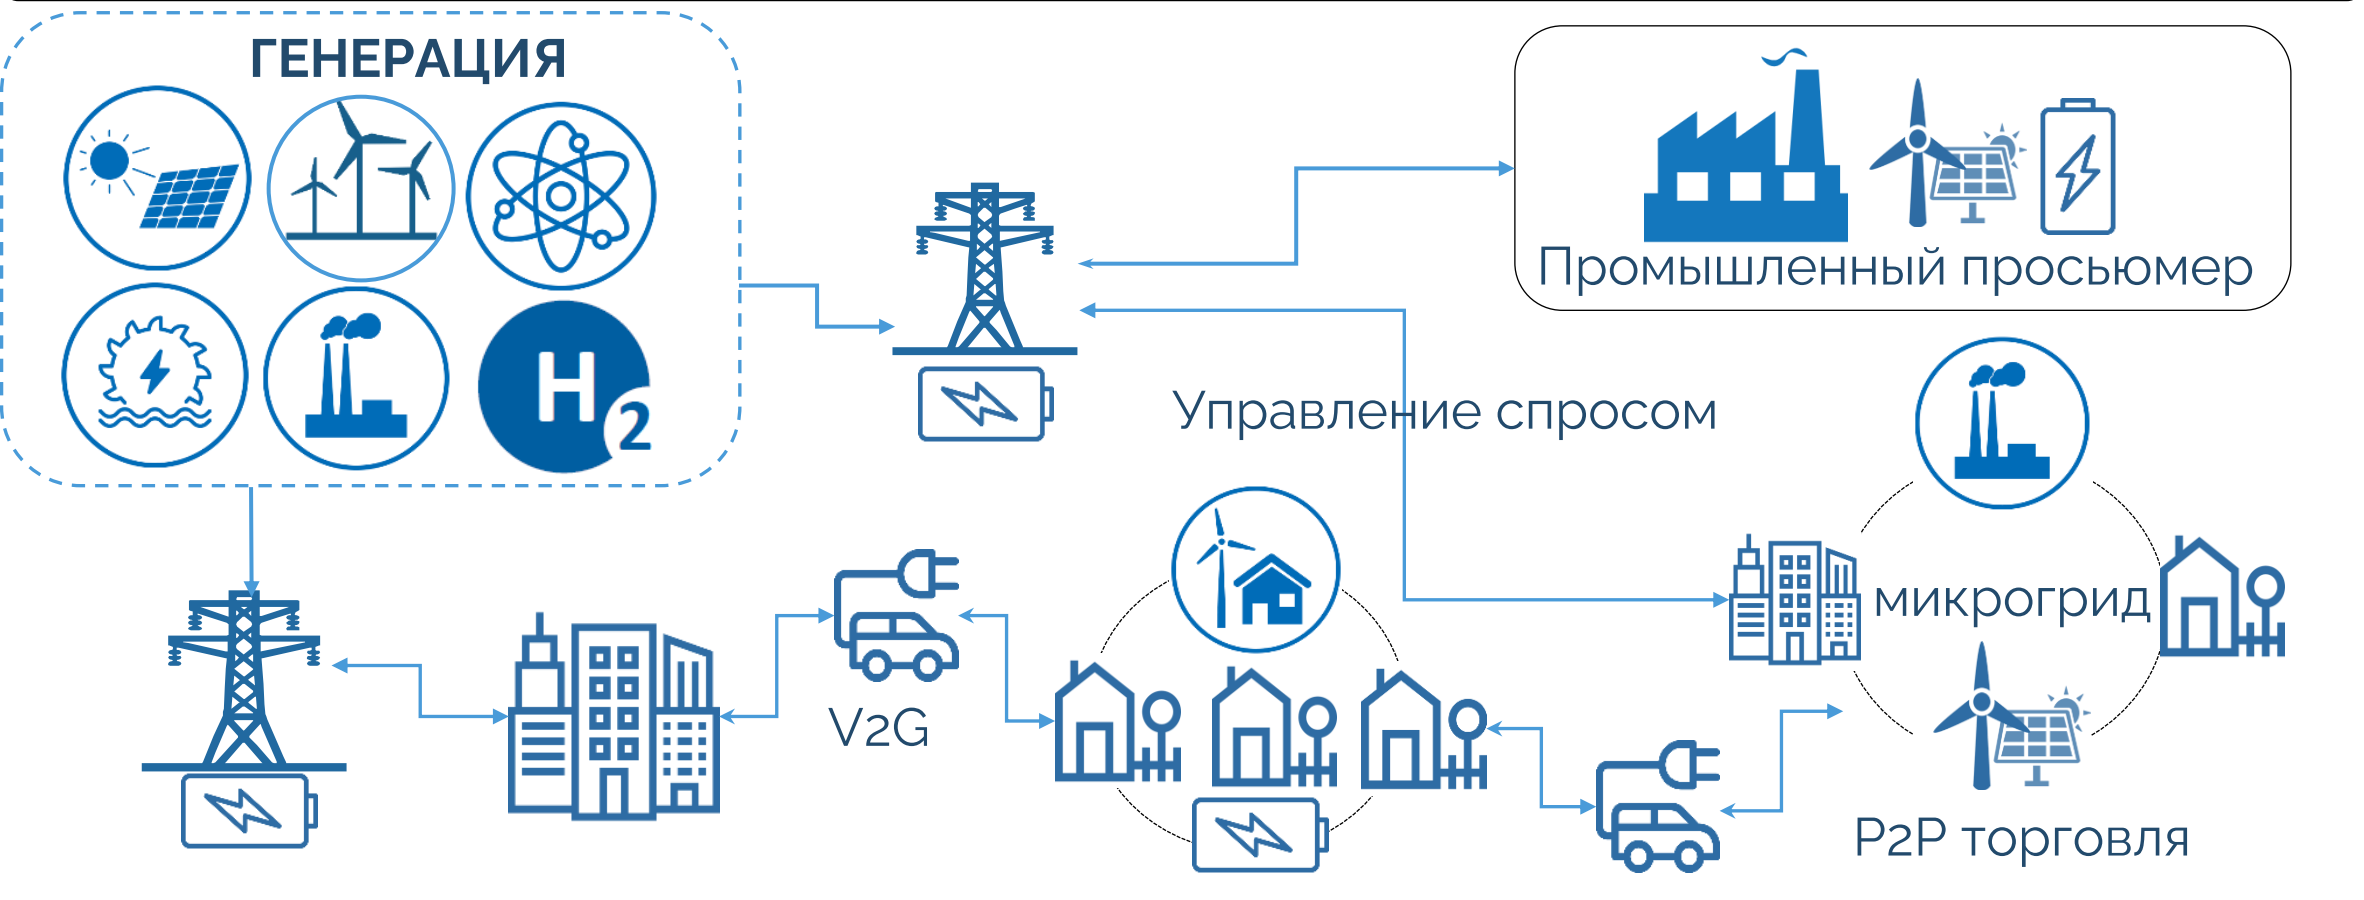 ГЕНЕРАЦИЯ
H2
Промышленный просьюмер
Управление спросом
микрогрид
V2G
P2P торговля